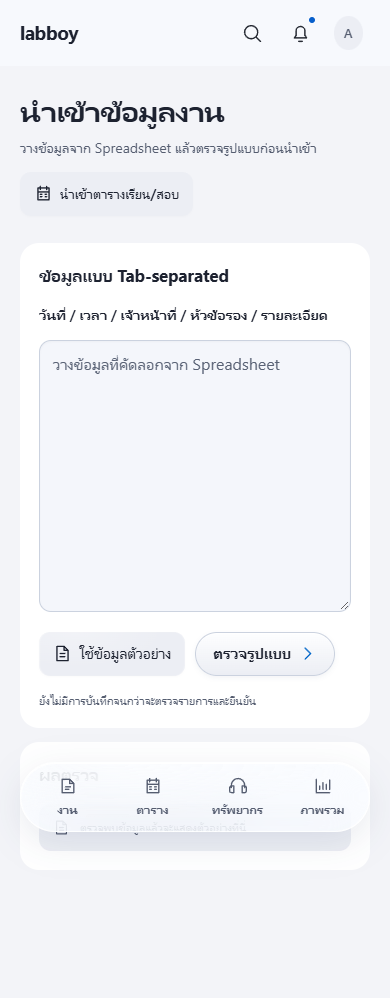 labboy
A
นำเข้าข้อมูลงาน
วางข้อมูลจาก Spreadsheet แล้วตรวจรูปแบบก่อนนำเข้า
นำเข้าตารางเรียน/สอบ
ข้อมูลแบบ Tab-separated
วันที่ / เวลา / เจ้าหน้าที่ / หัวข้อรอง / รายละเอียด
วางข้อมูลที่คัดลอกจาก Spreadsheet
ใช้ข้อมูลตัวอย่าง
ตรวจรูปแบบ
ยังไม่มีการบันทึกจนกว่าจะตรวจรายการและยืนยัน
ผลตรวจ
งาน
ตาราง
ทรัพยากร
ภาพรวม